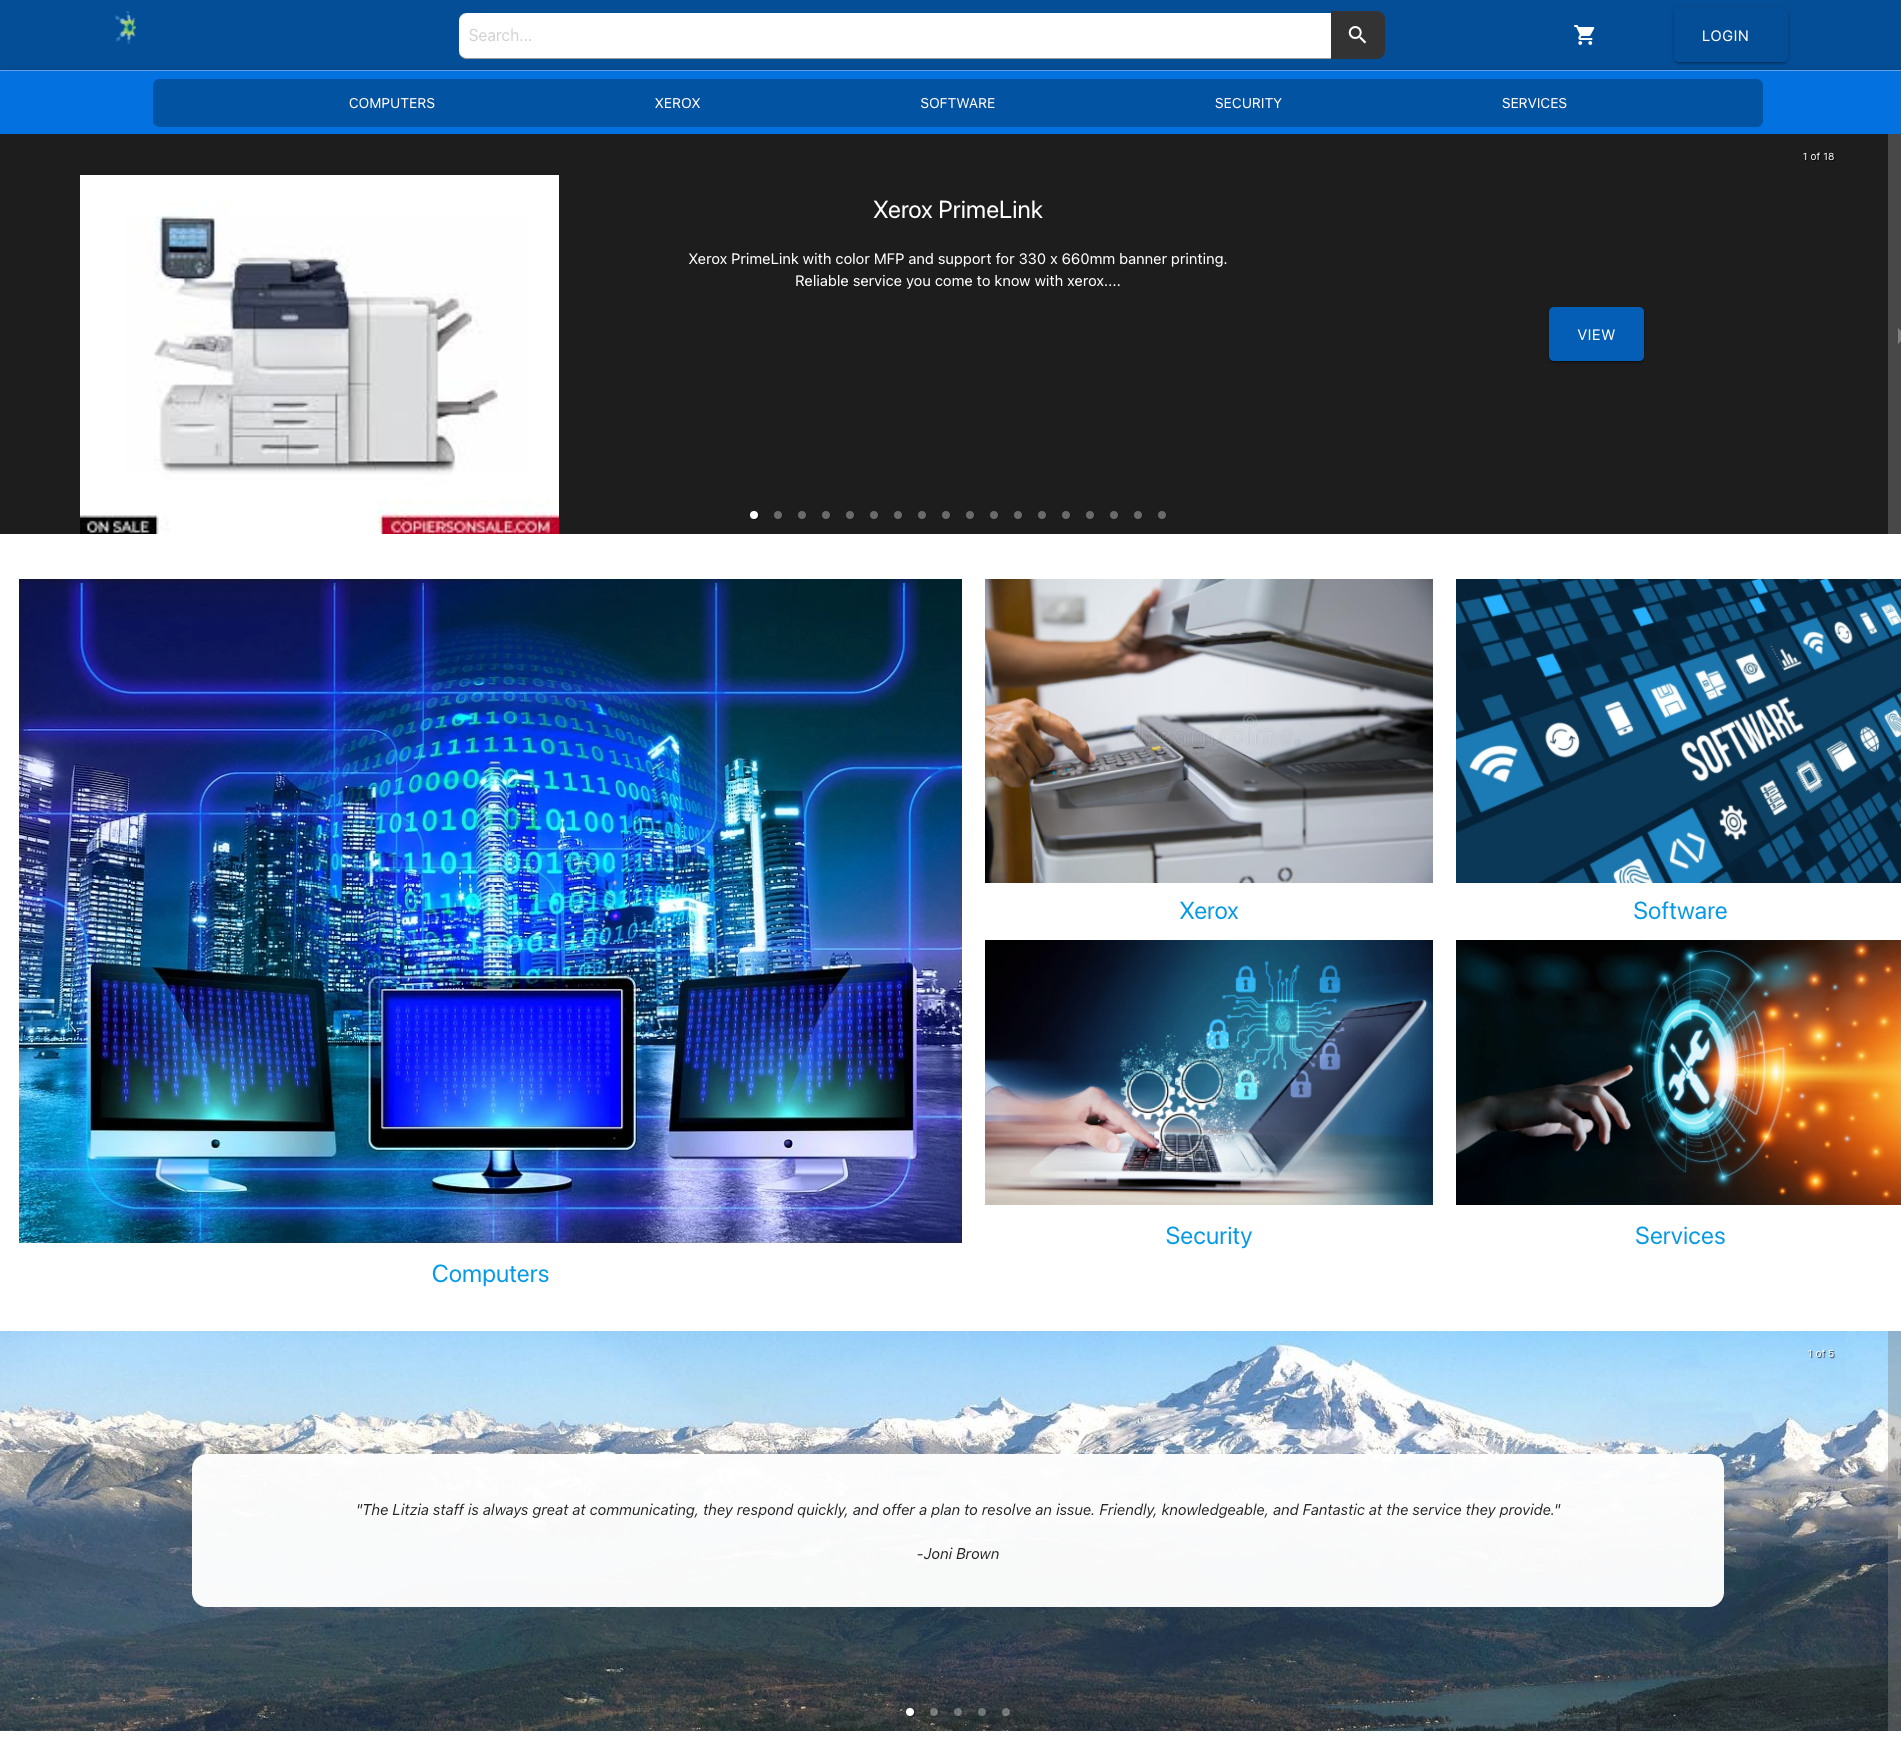 Search...
LOGIN
COMPUTERS
XEROX
SOFTWARE
SECURITY
SERVICES
1 of 18
Xerox PrimeLink
Xerox PrimeLink with color MFP and support for 330 x 660mm banner printing.
Reliable service you come to know with xerox....
VIEW
ON SALE
COPIERSONSALE.COM
SOFTWARE
Xerox
Software
Security
Services
Computers
1 of 5
"The Litzia staff is always great at communicating, they respond quickly, and offer a plan to resolve an issue. Friendly, knowledgeable, and Fantastic at the service they provide."
-Joni Brown